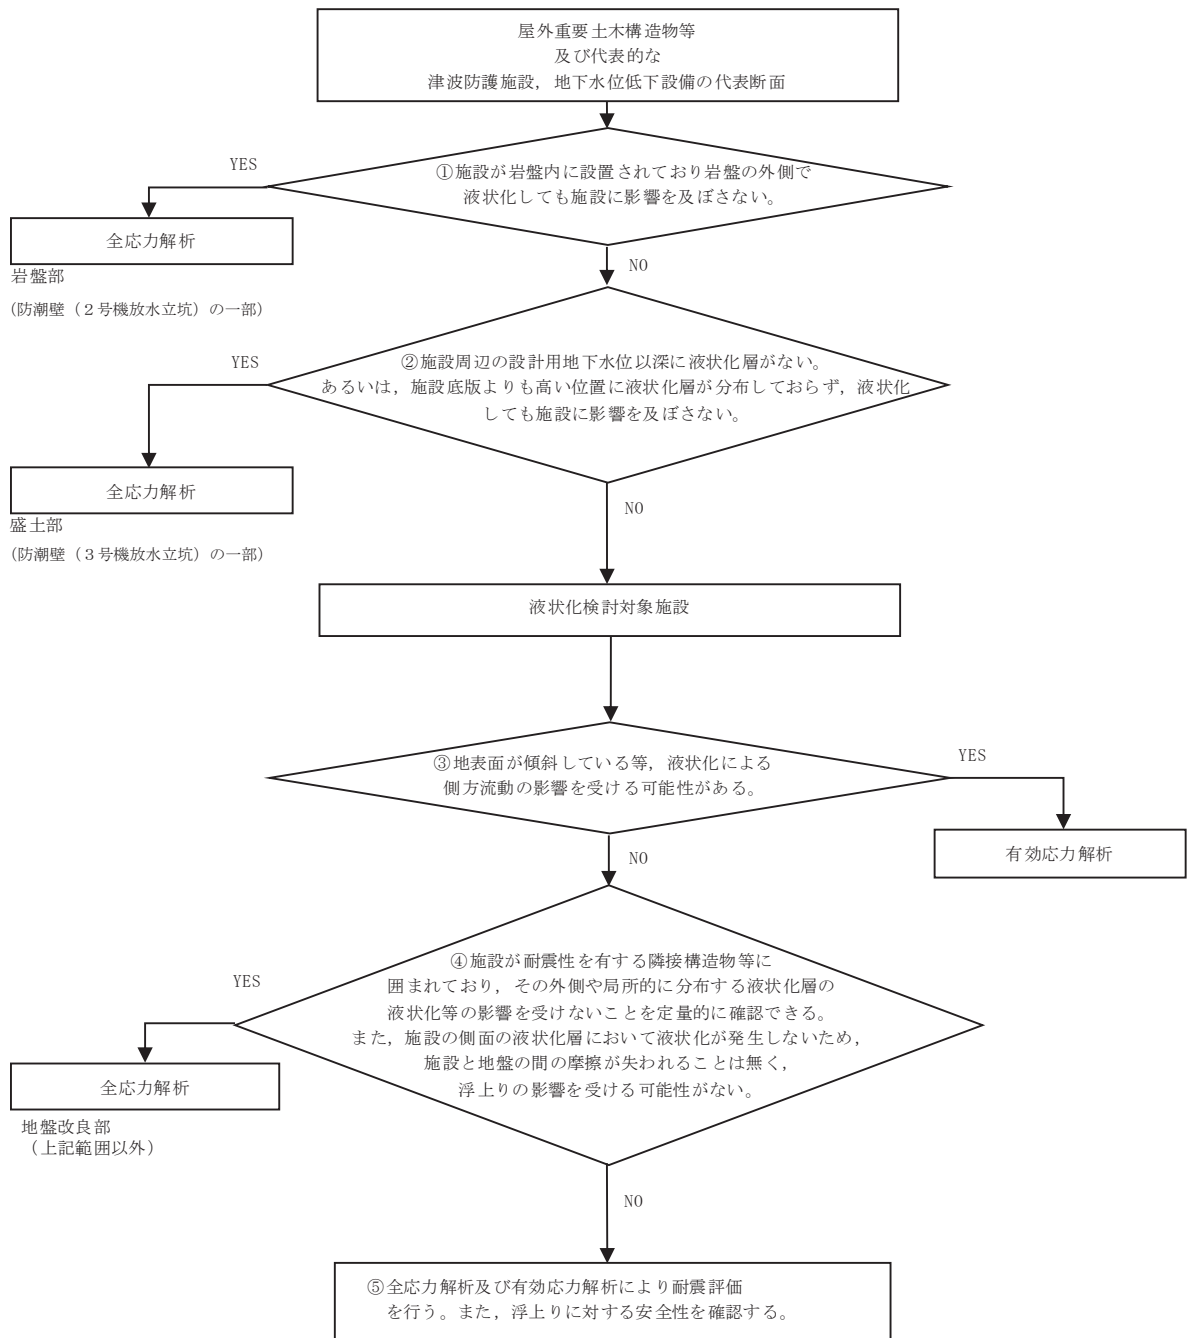 屋外重要土木構造物等
及び代表的な
津波防護施設，地下水位低下設備の代表断面
YES
①施設が岩盤内に設置されており岩盤の外側で
液状化しても施設に影響を及ぼさない。
全応力解析
岩盤部
(防潮壁（２号機放水立坑）の一部)
NO
YES
②施設周辺の設計用地下水位以深に液状化層がない。
あるいは，施設底版よりも高い位置に液状化層が分布しておらず，液状化
しても施設に影響を及ぼさない。
全応力解析
盛土部
(防潮壁（３号機放水立坑）の一部)
NO
液状化検討対象施設
③地表面が傾斜している等，液状化による
側方流動の影響を受ける可能性がある。
YES
有効応力解析
NO
YES
④施設が耐震性を有する隣接構造物等に
囲まれており，その外側や局所的に分布する液状化層の
液状化等の影響を受けないことを定量的に確認できる。
また，施設の側面の液状化層において液状化が発生しないため，
施設と地盤の間の摩擦が失われることは無く，
浮上りの影響を受ける可能性がない。
全応力解析
地盤改良部
（上記範囲以外）
NO
⑤全応力解析及び有効応力解析により耐震評価
を行う。また，浮上りに対する安全性を確認する。